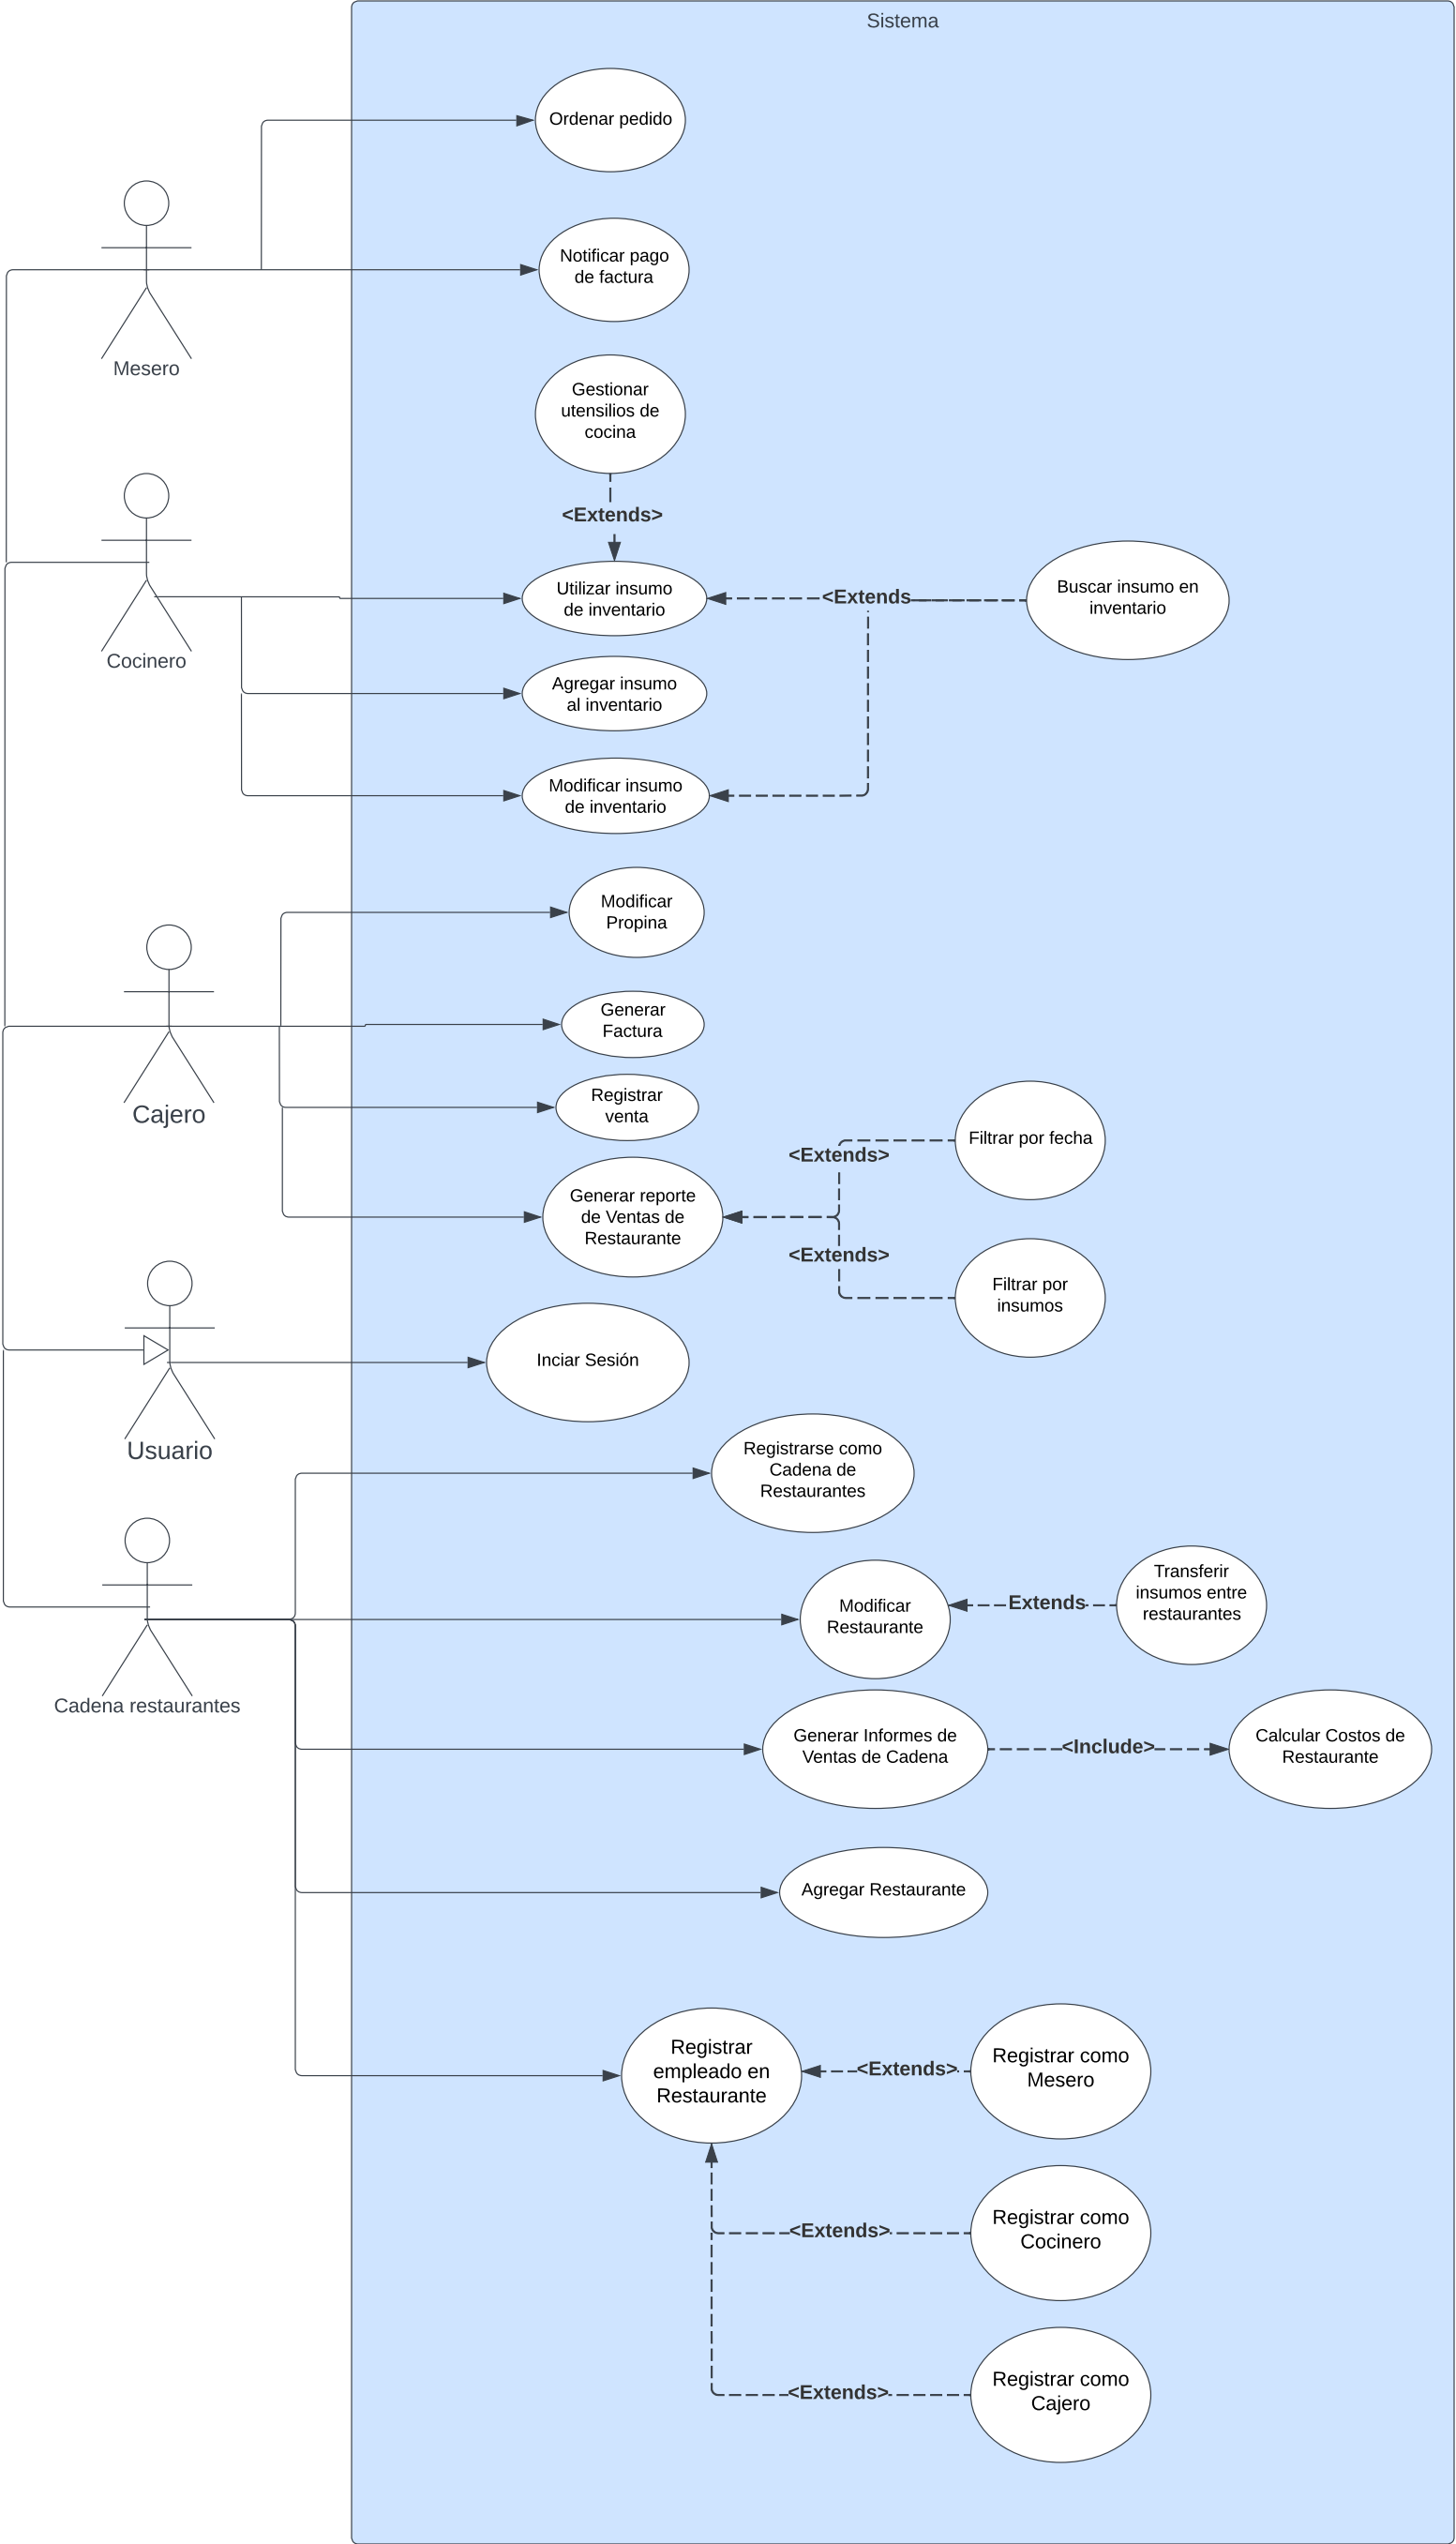 Sistema
Ordenar pedido
Notificar pago
de factura
Mesero
Gestionar
utensilios de
cocina
<Extends>
Utilizar insumo
de inventario
<Extends
Buscar insumo en
inventario
Cocinero
Agregar insumo
al inventario
Modificar insumo
de inventario
Modificar
Propina
Generar
Factura
Cajero
Registrar
venta
Filtrar por fecha
<Extends>
Generar reporte
de Ventas de
Restaurante
<Extends>
Filtrar por
insumos
Inciar Sesión
Usuario
Registrarse como
Cadena de
Restaurantes
Modificar
Restaurante
Extends
Transferir
insumos entre
restaurantes
Cadena restaurantes
Generar Informes de
Ventas de Cadena
<Include>
Calcular Costos de
Restaurante
Agregar Restaurante
Registrar
empleado en
Restaurante
<Extends>
Registrar como
Mesero
<Extends>
Registrar como
Cocinero
<Extends>
Registrar como
Cajero